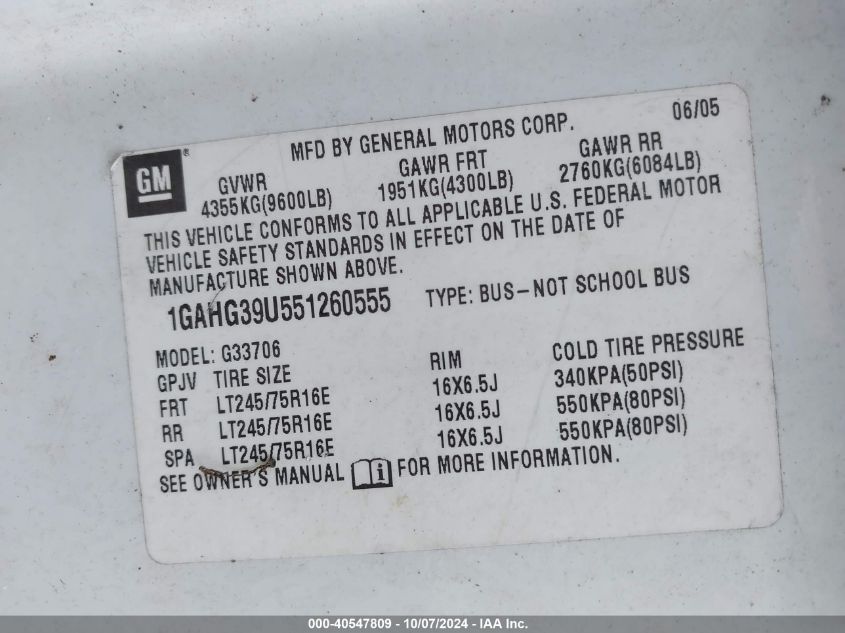 MFD BY GENERAL MOTORS CORP. 06/05
GM®
GVWR GAWR FRT GAWR RR
4355KG(9600LB) 1951KG(4300LB) 2760KG(6084LB)
THIS VEHICLE CONFORMS TO ALL APPLICABLE U.S. FEDERAL MOTOR
VEHICLE SAFETY STANDARDS IN EFFECT ON THE DATE OF
MANUFACTURE SHOWN ABOVE.
1GAHG39U551260555 TYPE: BUS-NOT SCHOOL BUS
MODEL: G33706
GPJV TIRE SIZE RIM COLD TIRE PRESSURE
FRT LT245/75R16E 16X6.5J 340KPA(50PSI)
RR LT245/75R16E 16X6.5J 550KPA(80PSI)
SPA LT245/75R16E 16X6.5J 550KPA(80PSI)
SEE OWNER'S MANUAL i FOR MORE INFORMATION.
000-40547809 - 10/07/2024 - IAA Inc.